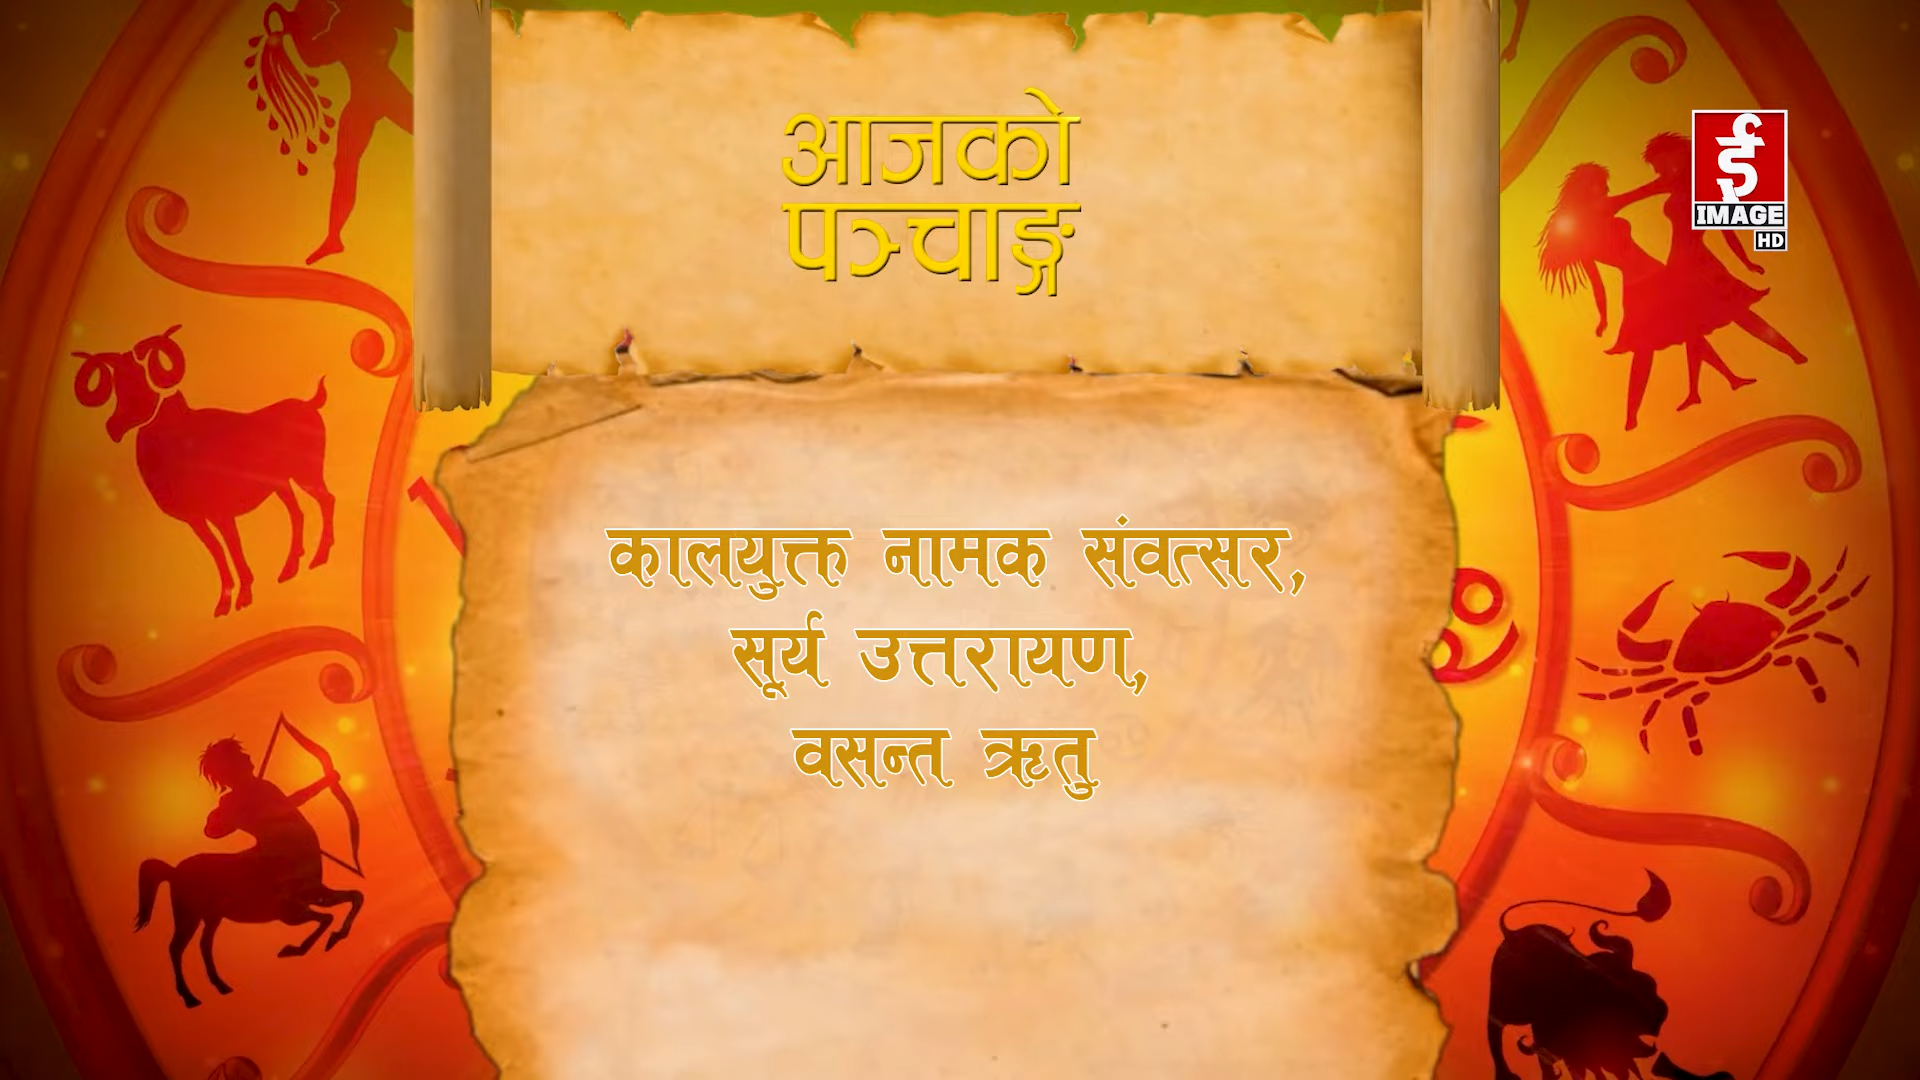 आजको
पञ्चाङ्ग
ई
IMAGE
HD
कालयुक्त नामक संवत्सर,
सूर्य उत्तरायण,
वसन्त ऋतु